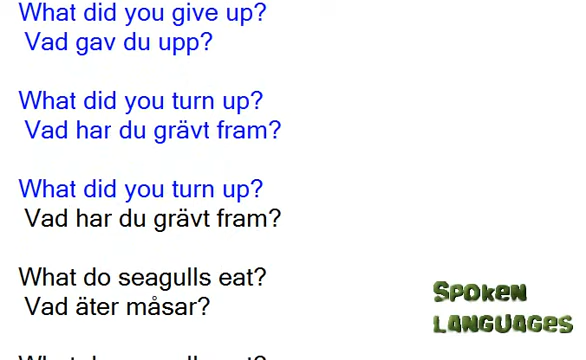 What did you give up?
Vad gav du upp?
What did you turn up?
Vad har du grävt fram?
What did you turn up?
Vad har du grävt fram?
What do seagulls eat?
Vad äter måsar?
Spoken
Languages